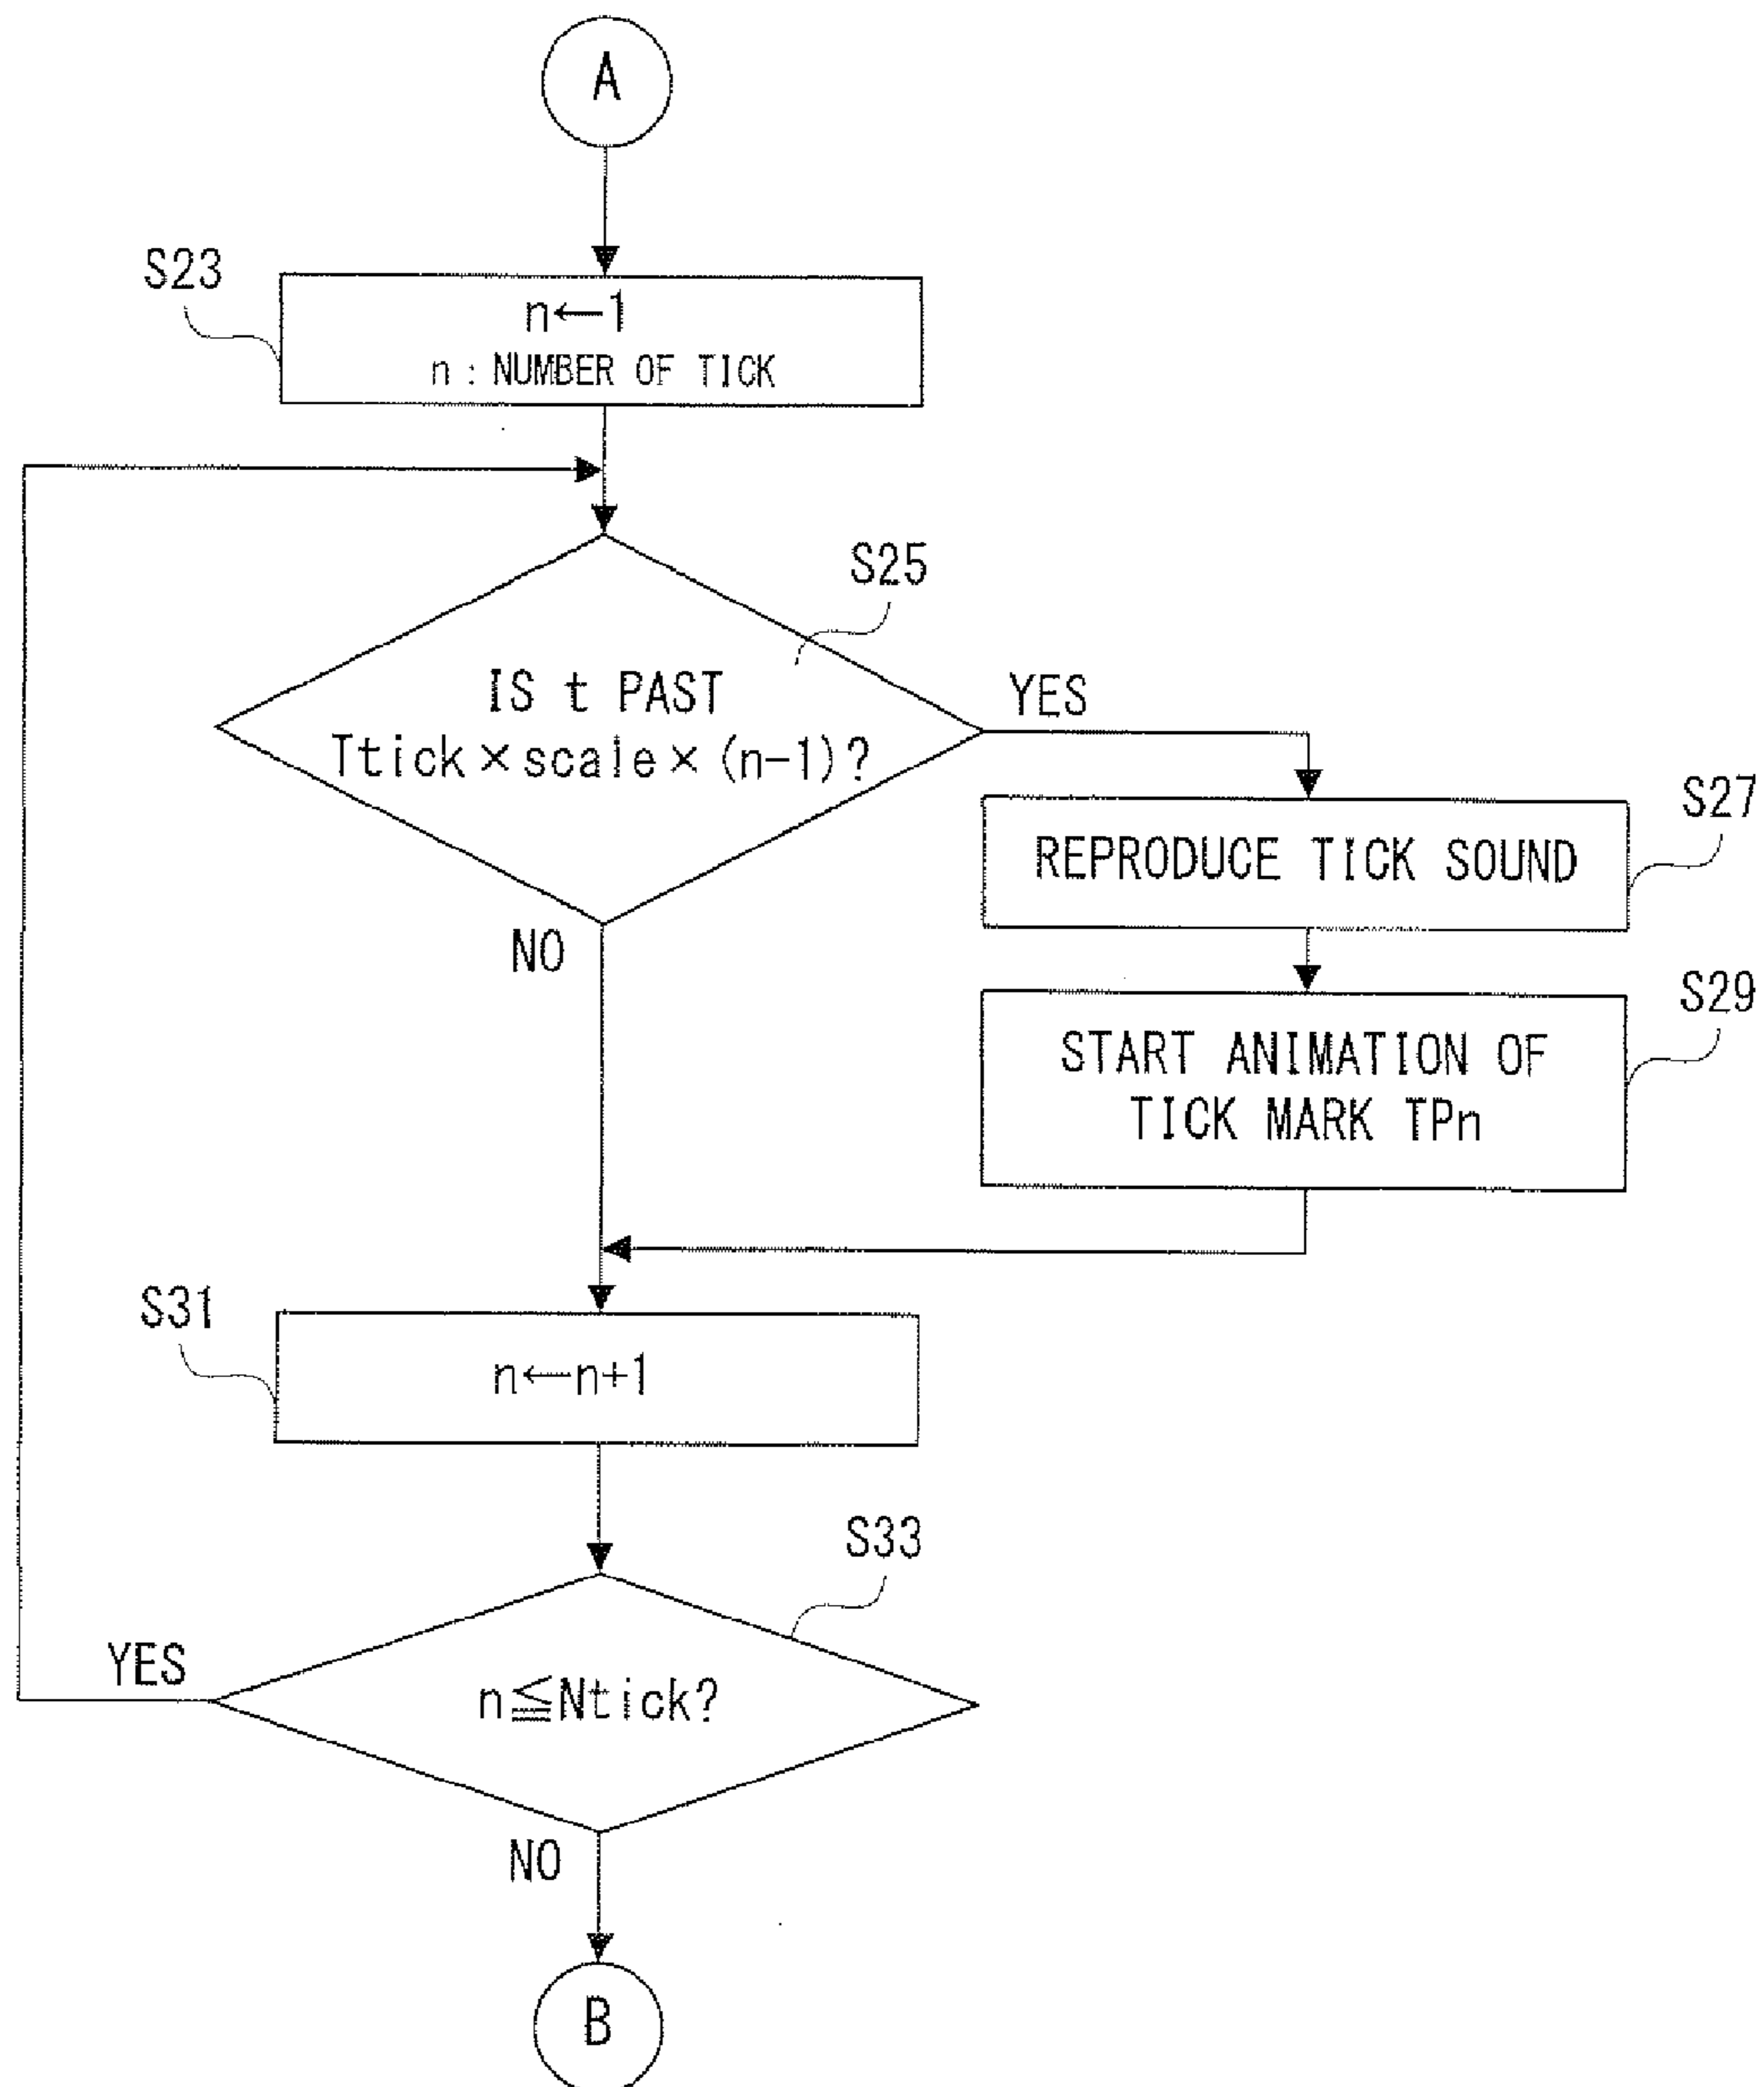 A
S23
n←1
n : NUMBER OF TICK
S25
IS t PAST
Ttick×scale×(n-1)?
YES
NO
S27
REPRODUCE TICK SOUND
S29
START ANIMATION OF
TICK MARK TPn
S31
n←n+1
S33
n≦Ntick?
YES
NO
B